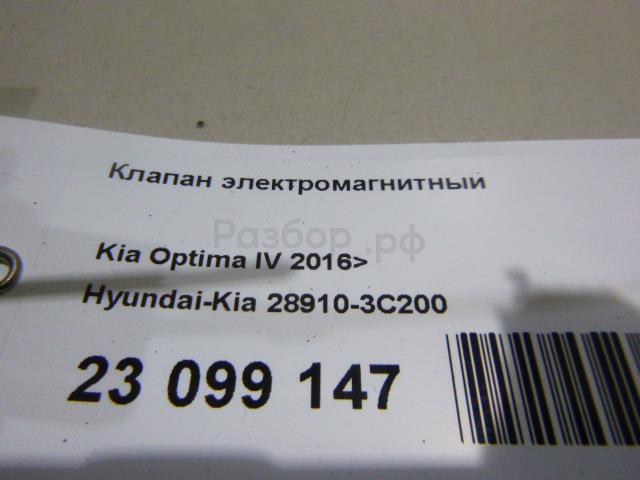 Клапан электромагнитный
Разбор.рф
Kia Optima IV 2016>
Hyundai-Kia 28910-3C200
23 099 147